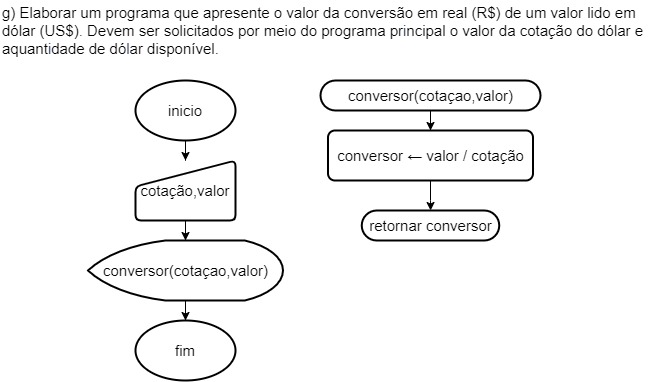 g) Elaborar um programa que apresente o valor da conversão em real (R$) de um valor lido em
dólar (US$). Devem ser solicitados por meio do programa principal o valor da cotação do dólar e
aquantidade de dólar disponível.
inicio
cotação,valor
conversor(cotaçao,valor)
fim
conversor(cotaçao,valor)
conversor ← valor / cotação
retornar conversor